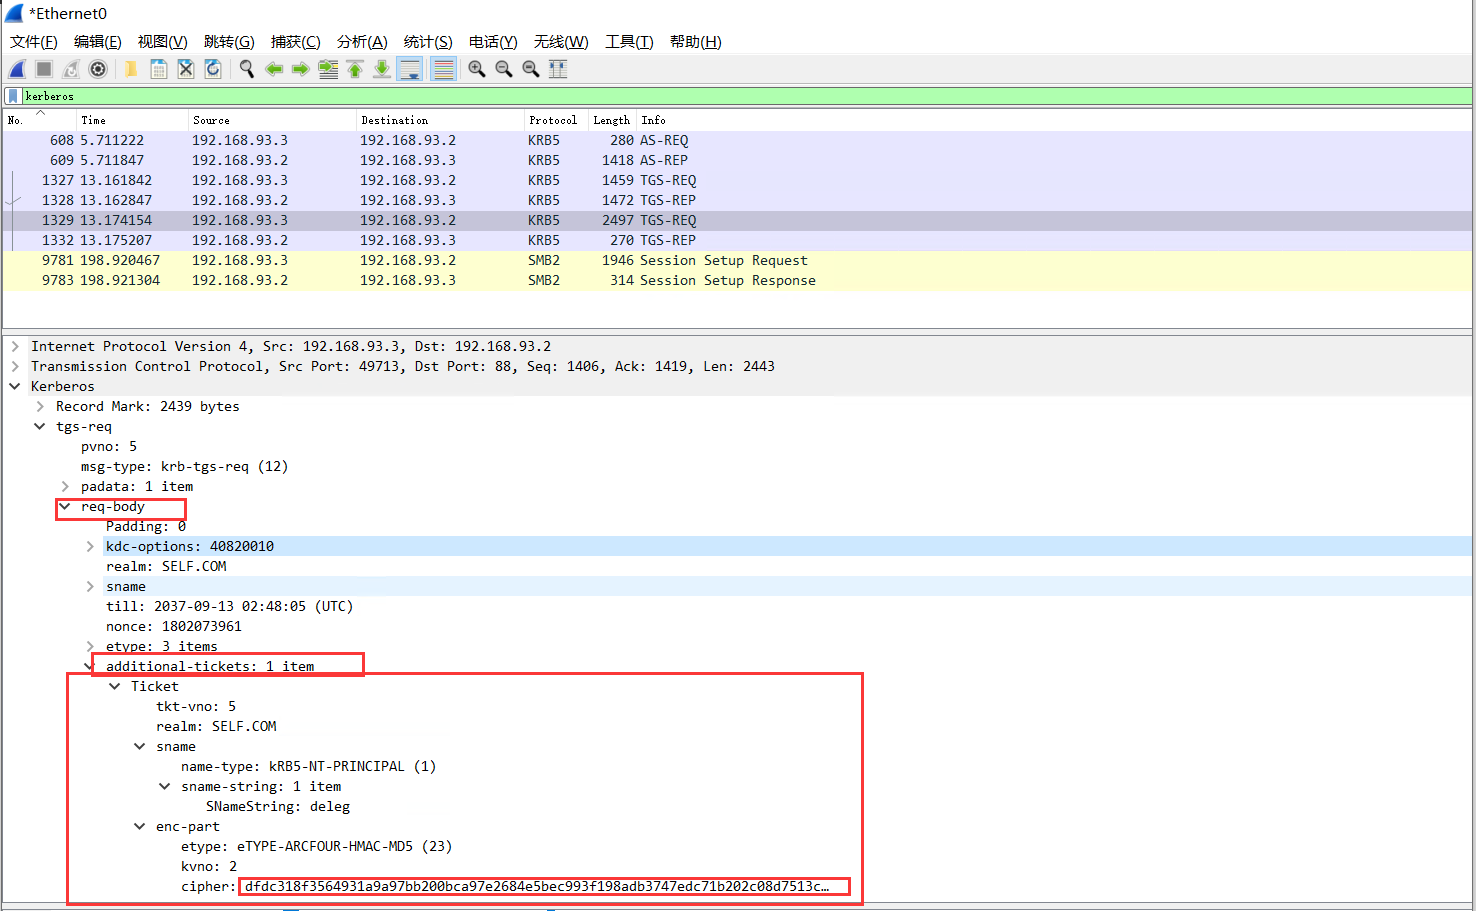 *Ethernet0
文件(F) 编辑(E) 视图(V) 跳转(G) 捕获(C) 分析(A) 统计(S) 电话(Y) 无线(W) 工具(T) 帮助(H)
kerberos
No. Time Source Destination Protocol Length Info
608 5.711222 192.168.93.3 192.168.93.2 KRB5 280 AS-REQ
609 5.711847 192.168.93.2 192.168.93.3 KRB5 1418 AS-REP
1327 13.161842 192.168.93.3 192.168.93.2 KRB5 1459 TGS-REQ
1328 13.162847 192.168.93.2 192.168.93.3 KRB5 1472 TGS-REP
1329 13.174154 192.168.93.3 192.168.93.2 KRB5 2497 TGS-REQ
1332 13.175207 192.168.93.2 192.168.93.3 KRB5 270 TGS-REP
9781 198.920467 192.168.93.3 192.168.93.2 SMB2 1946 Session Setup Request
9783 198.921304 192.168.93.2 192.168.93.3 SMB2 314 Session Setup Response
Internet Protocol Version 4, Src: 192.168.93.3, Dst: 192.168.93.2
Transmission Control Protocol, Src Port: 49713, Dst Port: 88, Seq: 1406, Ack: 1419, Len: 2443
Kerberos
Record Mark: 2439 bytes
tgs-req
pvno: 5
msg-type: krb-tgs-req (12)
padata: 1 item
req-body
Padding: 0
kdc-options: 40820010
realm: SELF.COM
sname
till: 2037-09-13 02:48:05 (UTC)
nonce: 1802073961
etype: 3 items
additional-tickets: 1 item
Ticket
tkt-vno: 5
realm: SELF.COM
sname
name-type: kRB5-NT-PRINCIPAL (1)
sname-string: 1 item
SNameString: deleg
enc-part
etype: eTYPE-ARCFOUR-HMAC-MD5 (23)
kvno: 2
cipher: dfdc318f3564931a9a97bb200bca97e2684e5bec993f198adb3747edc71b202c08d7513c…